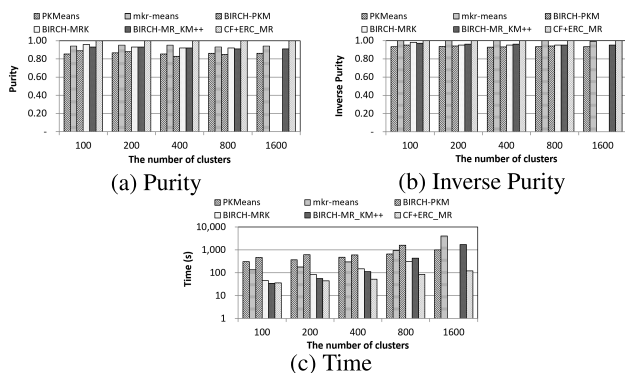 PKMeans mkr-means BIRCH-PKM
BIRCH-MRK BIRCH-MR_KM++ CF+ERC_MR
1.00
0.80
0.60
0.40
0.20
-
Purity
100 200 400 800 1600
The number of clusters
(a) Purity
PKMeans mkr-means BIRCH-PKM
BIRCH-MRK BIRCH-MR_KM++ CF+ERC_MR
1.00
0.80
0.60
0.40
0.20
-
Inverse Purity
100 200 400 800 1600
The number of clusters
(b) Inverse Purity
PKMeans mkr-means BIRCH-PKM
BIRCH-MRK BIRCH-MR_KM++ CF+ERC_MR
10,000
1,000
100
10
1
Time (s)
100 200 400 800 1600
The number of clusters
(c) Time